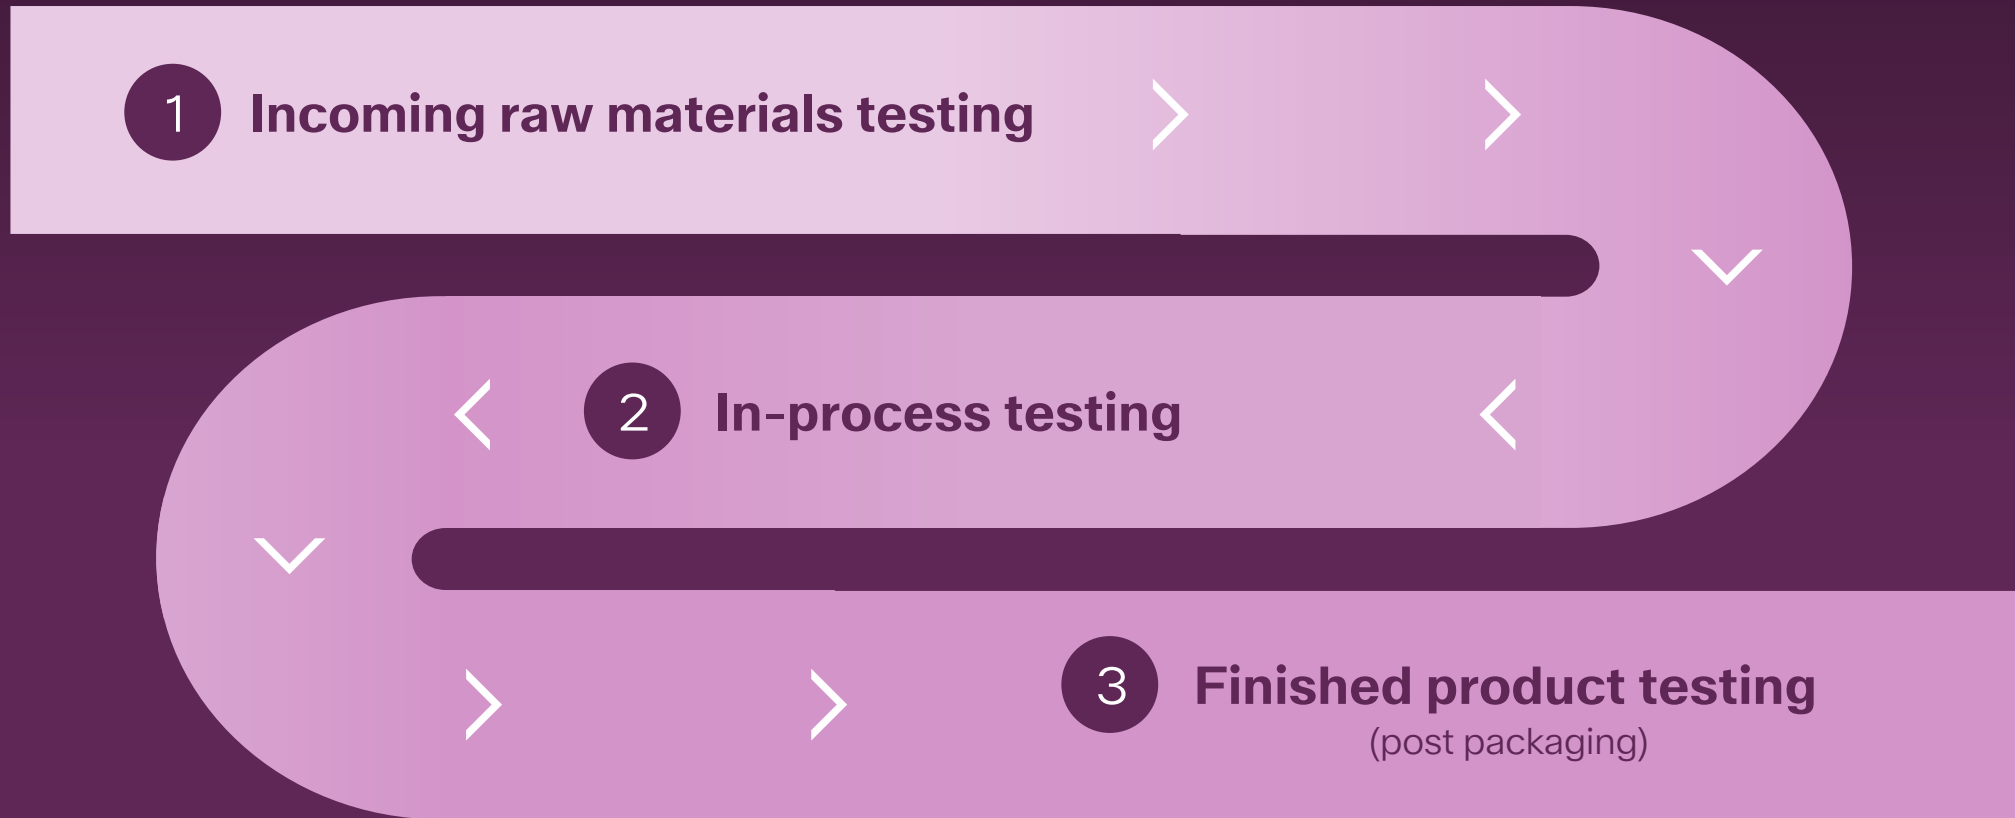 1 Incoming raw materials testing
2 In-process testing
3 Finished product testing
(post packaging)